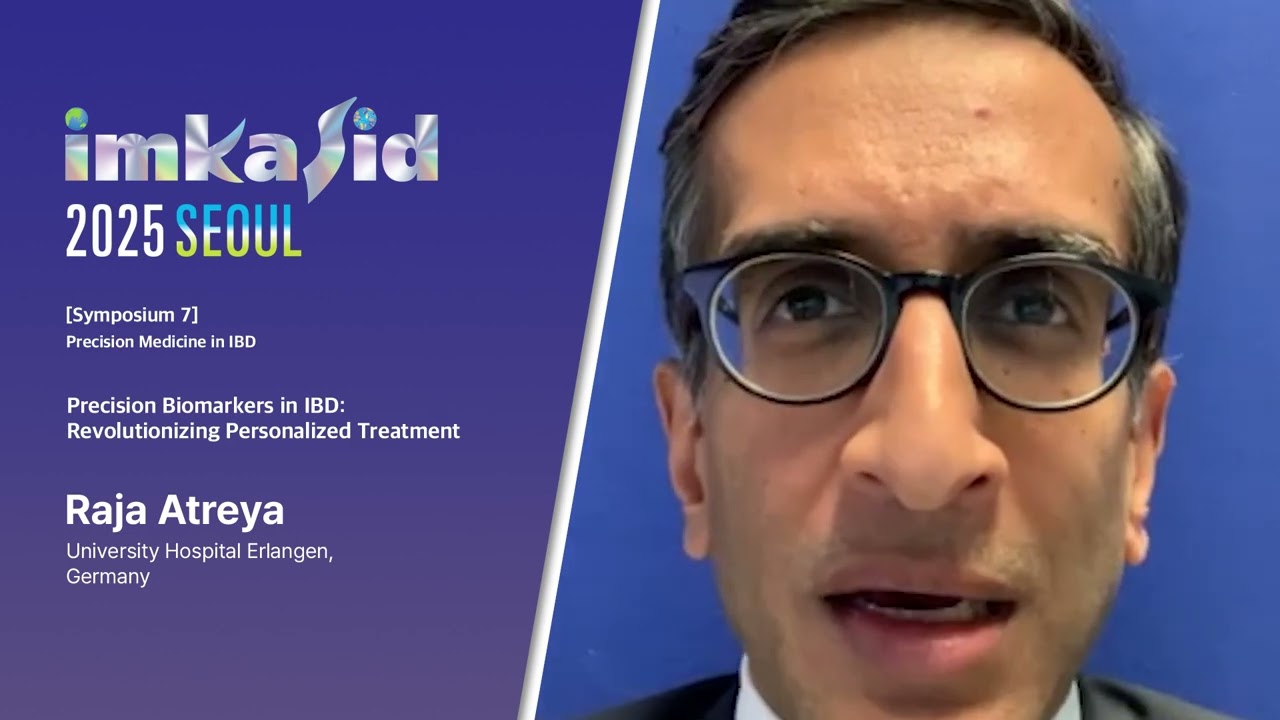 imkasid
2025 SEOUL
[Symposium 7]
Precision Medicine in IBD
Precision Biomarkers in IBD:
Revolutionizing Personalized Treatment
Raja Atreya
University Hospital Erlangen,
Germany